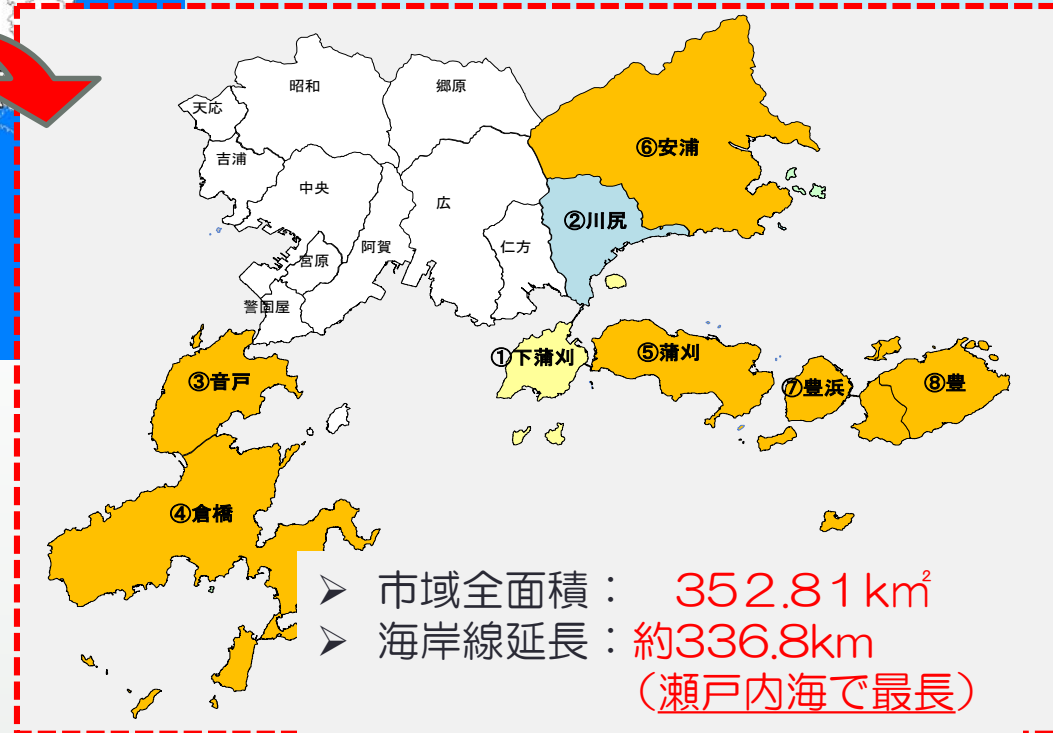 昭和
郷原
天応
⑥安浦
吉浦
中央
広
②川尻
阿賀
仁方
宮原
警固屋
①下蒲刈
⑤蒲刈
③音戸
⑦豊浜
⑧豊
④倉橋
➢ 市域全面積: 352.81k㎡
➢ 海岸線延長:約336.8km
(瀬戸内海で最長)